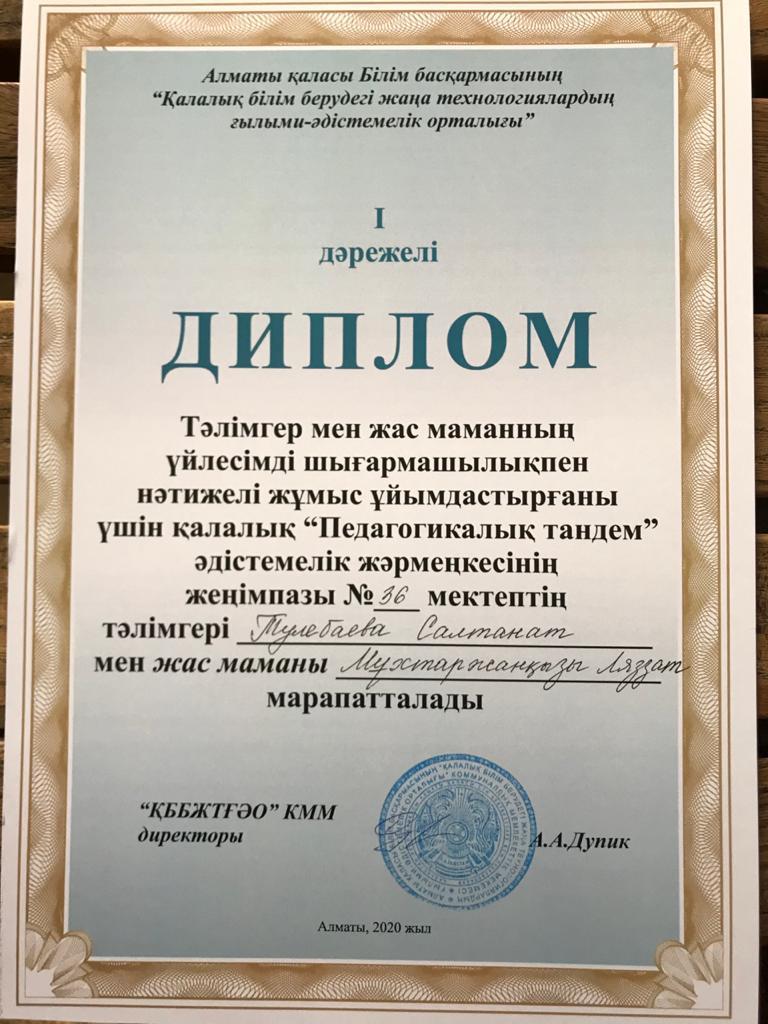 Алматы қаласы Білім басқармасының
“Қалалық білім берудегі жаңа технологиялардың
ғылыми-әдістемелік орталығы”
I
дәрежелі
ДИПЛОМ
Тәлімгер мен жас маманның
үйлесімді шығармашылықпен
нәтижелі жұмыс ұйымдастырғаны
үшін қалалық “Педагогикалық тандем”
әдістемелік жәрмеңкесінің
жеңімпазы №36 мектептің
тәлімгері Тулебаева Салтанат
мен жас маманы Мухтаржанқызы Ляззат
марапатталады
“ҚББЖТҒӘО” КММ
директоры
А.А.Дупик
Алматы, 2020 жыл